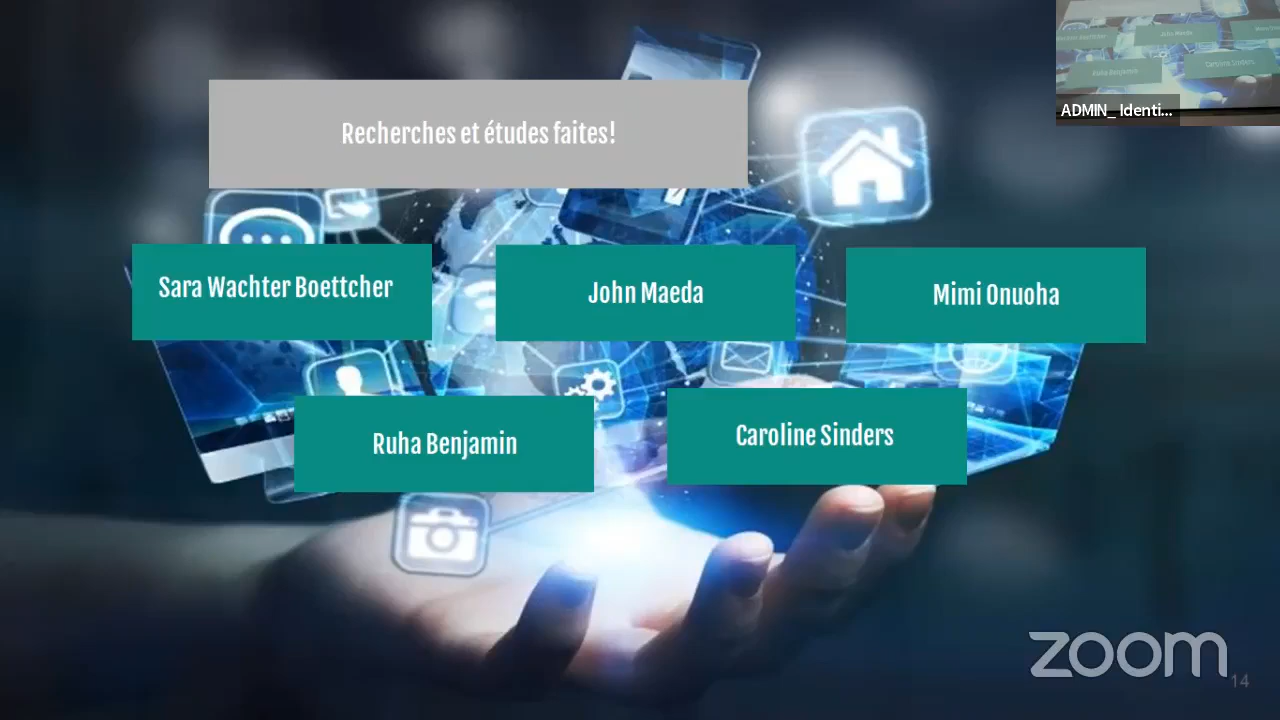 Recherches et études faites!
ADMIN_ Identi...
Sara Wachter Boettcher
John Maeda
Mimi Onuoha
Ruha Benjamin
Caroline Sinders
zoom
14